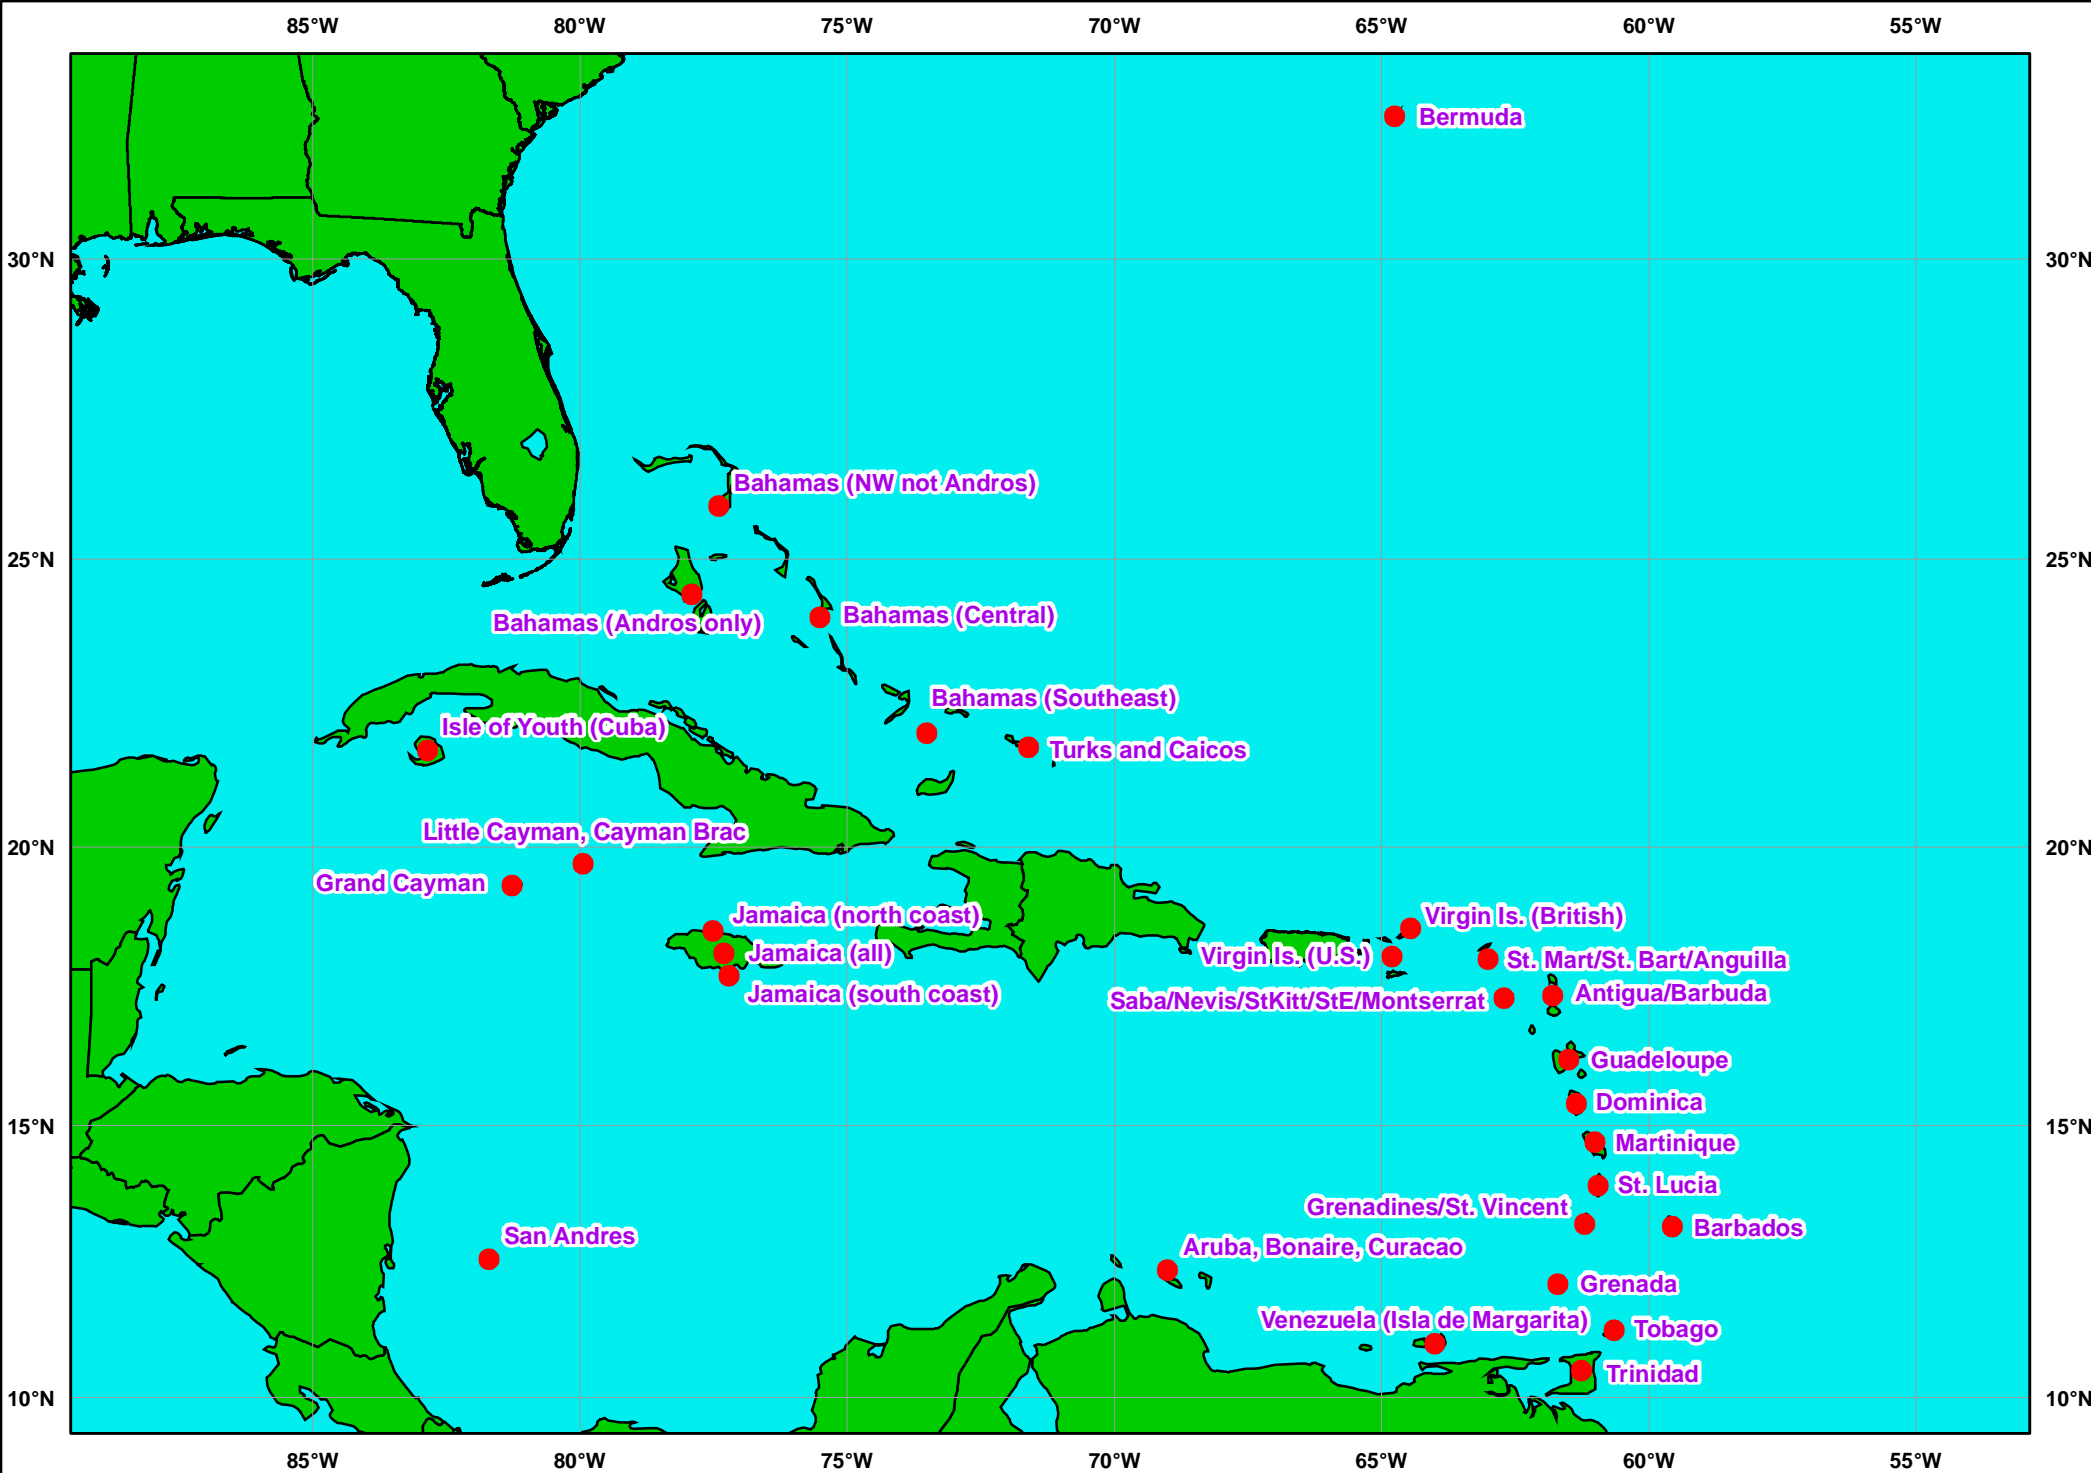 85°W 80°W 75°W 70°W 65°W 60°W 55°W
Bermuda
30°N 30°N
Bahamas (NW not Andros)
25°N 25°N
Bahamas (Andros only)
Bahamas (Central)
Bahamas (Southeast)
Isle of Youth (Cuba)
Turks and Caicos
Little Cayman, Cayman Brac
20°N 20°N
Grand Cayman
Jamaica (north coast)
Virgin Is. (British)
Jamaica (all)
Virgin Is. (U.S.)
St. Mart/St. Bart/Anguilla
Jamaica (south coast)
Saba/Nevis/StKitt/StE/Montserrat
Antigua/Barbuda
Guadeloupe
Dominica
15°N 15°N
Martinique
St. Lucia
Grenadines/St. Vincent
Barbados
San Andres
Aruba, Bonaire, Curacao
Grenada
Venezuela (Isla de Margarita)
Tobago
Trinidad
10°N 10°N
85°W 80°W 75°W 70°W 65°W 60°W 55°W